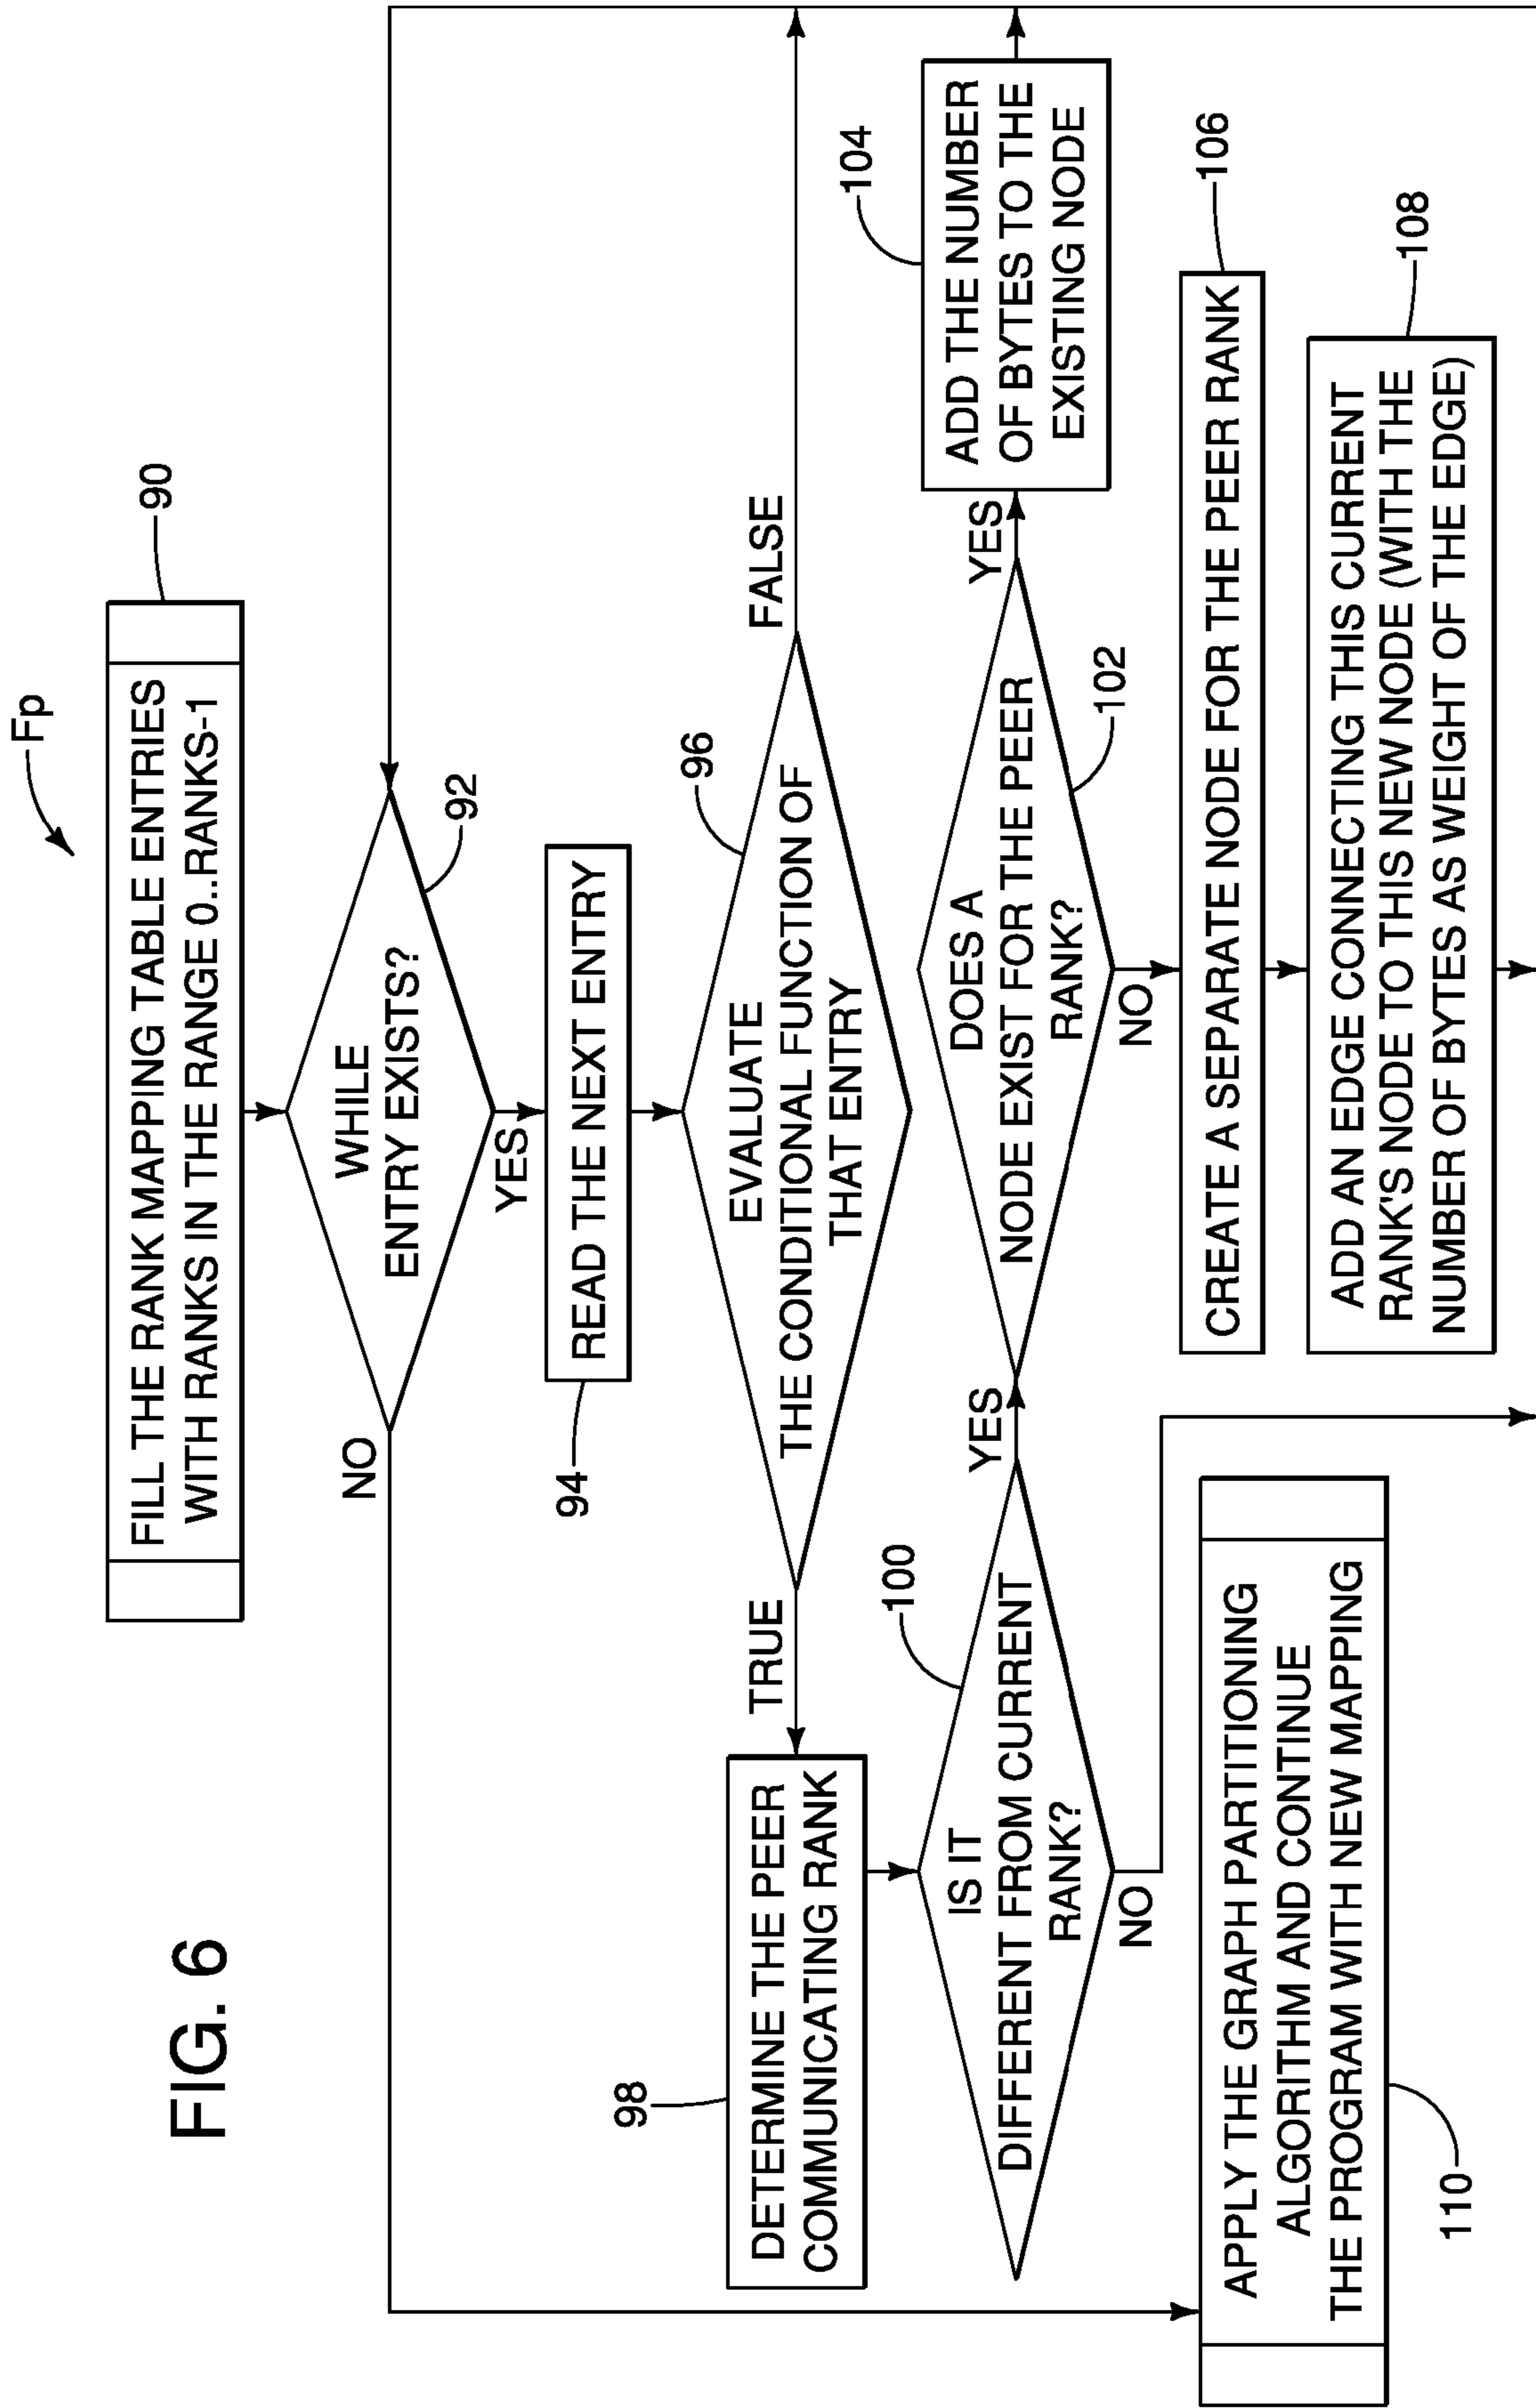 FIG. 6
Fp
FILL THE RANK MAPPING TABLE ENTRIES
WITH RANKS IN THE RANGE 0..RANKS-1
90
WHILE
ENTRY EXISTS?
92
NO
YES
READ THE NEXT ENTRY
94
EVALUATE
THE CONDITIONAL FUNCTION OF
THAT ENTRY
96
TRUE
FALSE
DETERMINE THE PEER
COMMUNICATING RANK
98
IS IT
DIFFERENT FROM CURRENT
RANK?
100
YES
NO
DOES A
NODE EXIST FOR THE PEER
RANK?
102
YES
NO
ADD THE NUMBER
OF BYTES TO THE
EXISTING NODE
104
CREATE A SEPARATE NODE FOR THE PEER RANK
106
ADD AN EDGE CONNECTING THIS CURRENT
RANK'S NODE TO THIS NEW NODE (WITH THE
NUMBER OF BYTES AS WEIGHT OF THE EDGE)
108
APPLY THE GRAPH PARTITIONING
ALGORITHM AND CONTINUE
THE PROGRAM WITH NEW MAPPING
110